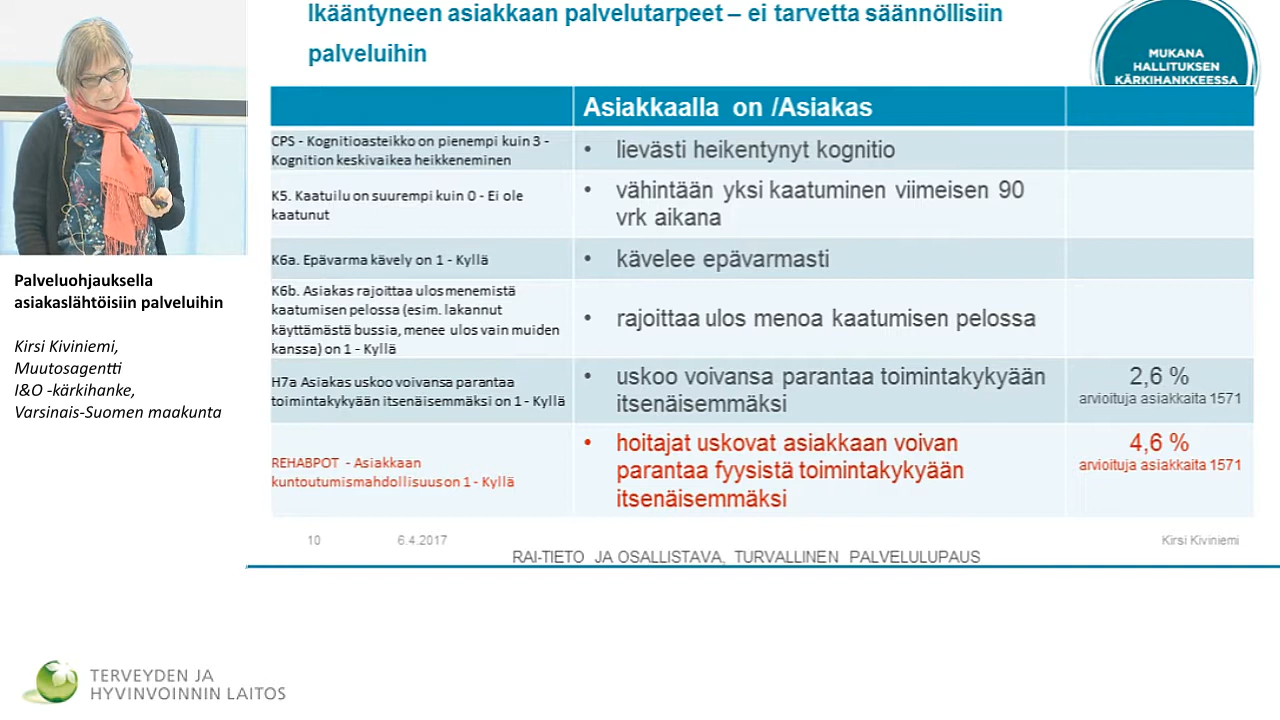 Ikääntyneen asiakkaan palvelutarpeet – ei tarvetta säännöllisiin
palveluihin
MUKANA
HALLITUKSEN
KÄRKIHANKKEESSA
Asiakkaalla on /Asiakas
CPS - Kognitioasteikko on pienempi kuin 3 -
Kognition keskivaikea heikkeneminen
• lievästi heikentynyt kognitio
K5. Kaatuilu on suurempi kuin 0 - Ei ole
kaatunut
• vähintään yksi kaatuminen viimeisen 90
vrk aikana
K6a. Epävarma kävely on 1 - Kyllä
• kävelee epävarmasti
K6b. Asiakas rajoittaa ulosmenemistä
kaatumisen pelossa (esim. lakannut
käyttämästä bussia, menee ulos vain muiden
kanssa) on 1 - Kyllä
• rajoittaa ulos menoa kaatumisen pelossa
H7a Asiakas uskoo voivansa parantaa
toimintakykyään itsenäisemmäksi on 1 - Kyllä
• uskoo voivansa parantaa toimintakykyään
itsenäisemmäksi
2,6 %
arvioituja asiakkaita 1571
REHABPOT - Asiakkaan
kuntoutumismahdollisuus on 1 - Kyllä
• hoitajat uskovat asiakkaan voivan
parantaa fyysistä toimintakykyään
itsenäisemmäksi
4,6 %
arvioituja asiakkaita 1571
10 6.4.2017 Kirsi Kiviniemi
RAI-TIETO JA OSALLISTAVA, TURVALLINEN PALVELULUPAUS
Palveluohjauksella
asiakaslähtöisiin palveluihin
Kirsi Kiviniemi,
Muutosagentti
I&O -kärkihanke,
Varsinais-Suomen maakunta
TERVEYDEN JA
HYVINVOINNIN LAITOS